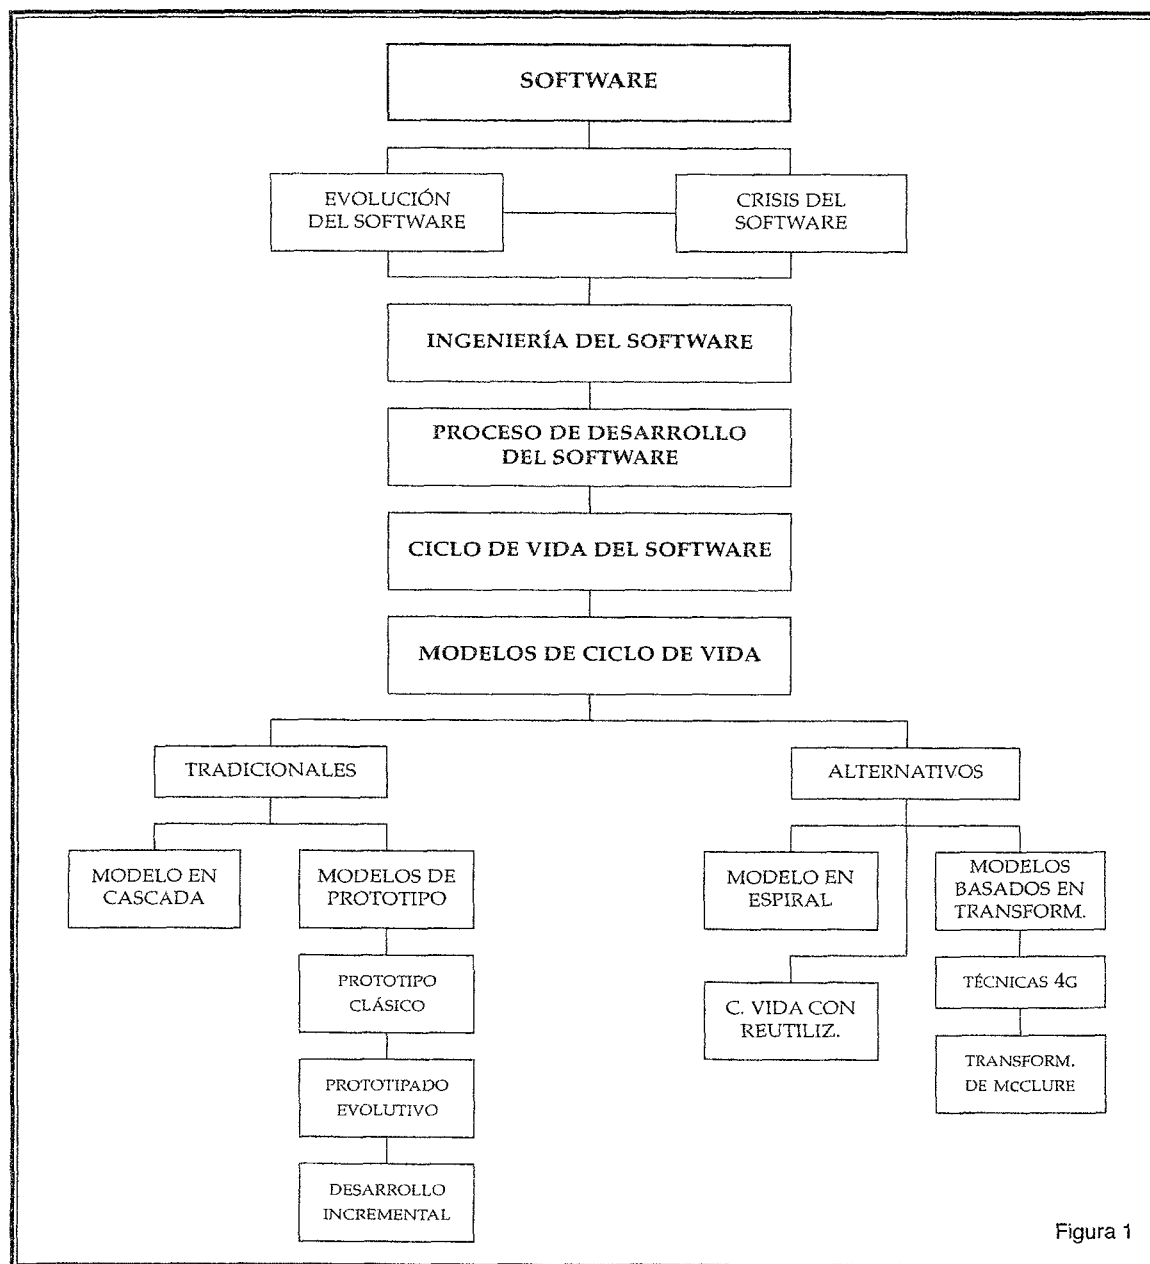 SOFTWARE
EVOLUCIÓN
DEL SOFTWARE
CRISIS DEL
SOFTWARE
INGENIERÍA DEL SOFTWARE
PROCESO DE DESARROLLO
DEL SOFTWARE
CICLO DE VIDA DEL SOFTWARE
MODELOS DE CICLO DE VIDA
TRADICIONALES
ALTERNATIVOS
MODELO EN
CASCADA
MODELOS DE
PROTOTIPO
MODELO EN
ESPIRAL
MODELOS
BASADOS EN
TRANSFORM.
PROTOTIPO
CLÁSICO
TÉCNICAS 4G
C. VIDA CON
REUTILIZ.
PROTOTIPADO
EVOLUTIVO
TRANSFORM.
DE MCCLURE
DESARROLLO
INCREMENTAL
Figura 1